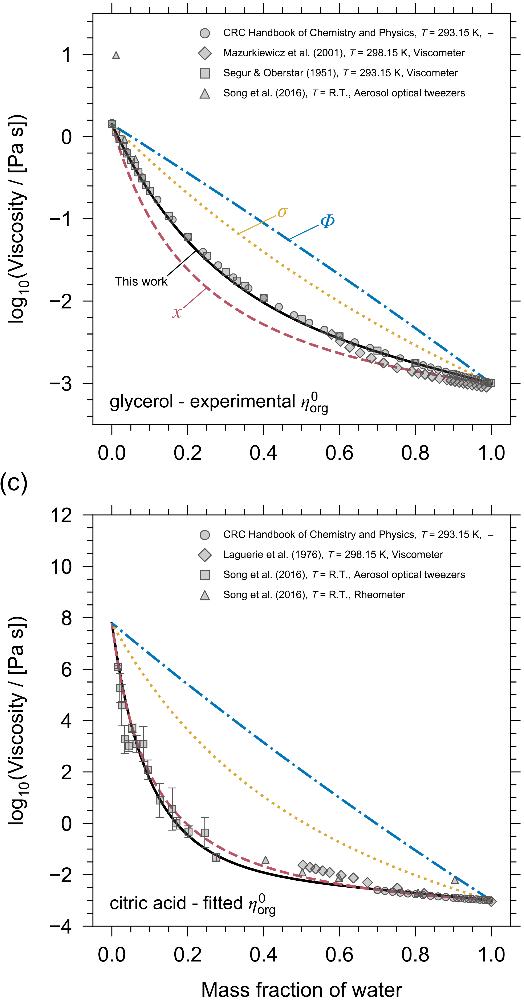 CRC Handbook of Chemistry and Physics, T = 293.15 K, –
Mazurkiewicz et al. (2001), T = 298.15 K, Viscometer
Segur & Oberstar (1951), T = 293.15 K, Viscometer
Song et al. (2016), T = R.T., Aerosol optical tweezers
log10(Viscosity / [Pa s])
1
0
−1
−2
−3
σ
Φ
This work
x
glycerol - experimental η⁰org
0.0 0.2 0.4 0.6 0.8 1.0
(c)
CRC Handbook of Chemistry and Physics, T = 293.15 K, –
Laguerie et al. (1976), T = 298.15 K, Viscometer
Song et al. (2016), T = R.T., Aerosol optical tweezers
Song et al. (2016), T = R.T., Rheometer
log10(Viscosity / [Pa s])
12
10
8
6
4
2
0
−2
−4
citric acid - fitted η⁰org
0.0 0.2 0.4 0.6 0.8 1.0
Mass fraction of water